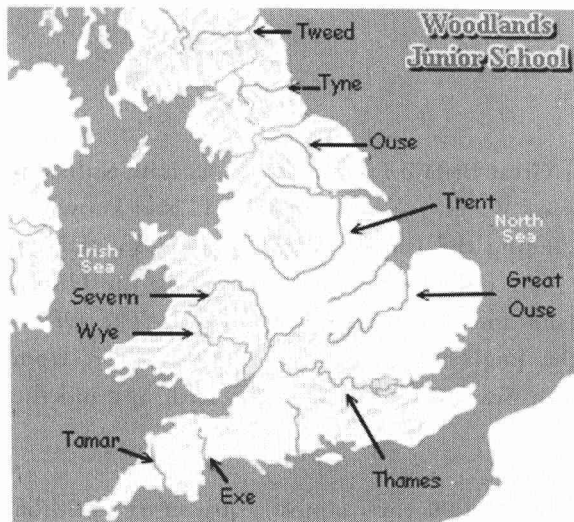 Woodlands
Junior School
Tweed
Tyne
Ouse
Trent
North
Sea
Irish
Sea
Severn
Great
Ouse
Wye
Tamar
Exe
Thames